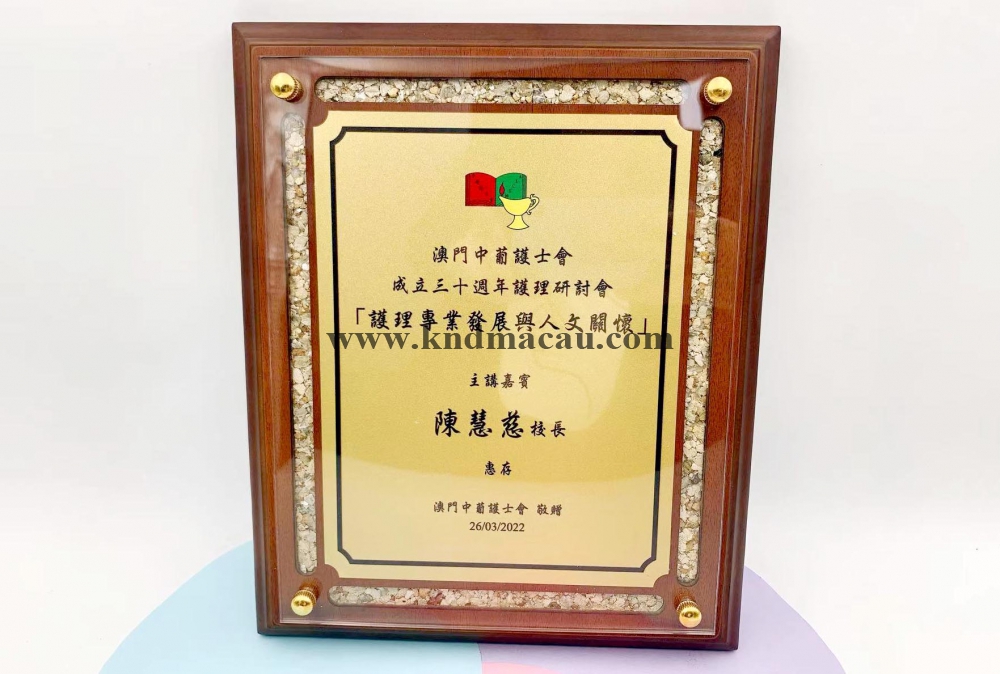 澳門中葡護士會
成立三十週年護理研討會
「護理專業發展與人文關懷」
www.kndmacau.com
主講嘉賓
陳慧慈校長
惠存
澳門中葡護士會 敬贈
26/03/2022